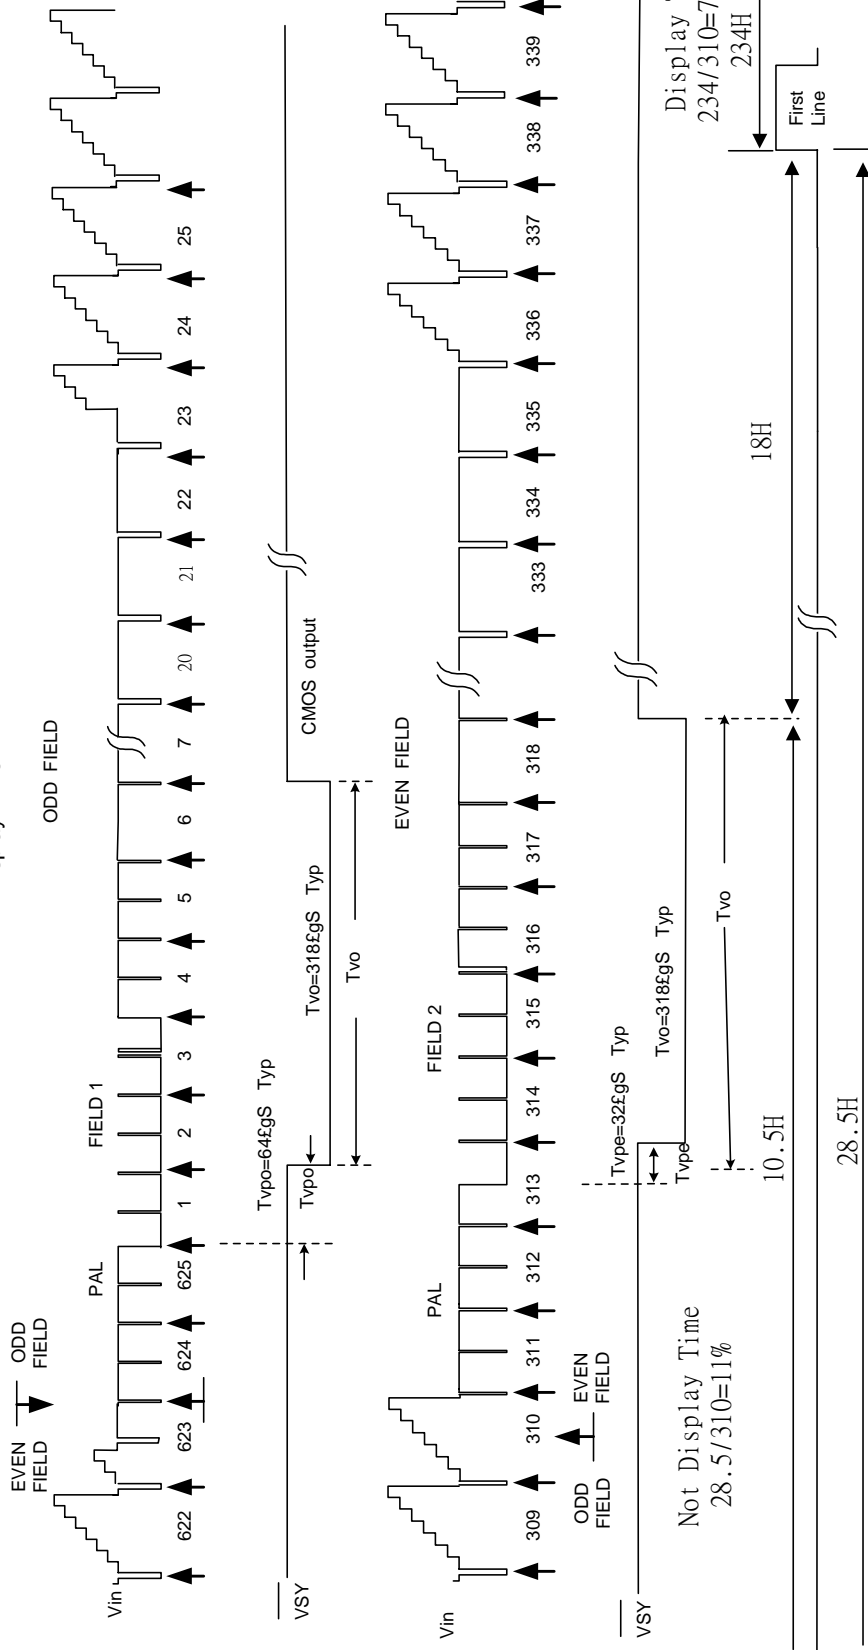 EVEN
FIELD
ODD
FIELD
ODD FIELD
PAL
FIELD 1
Vin
622
623
624
625
1
2
3
4
5
6
7
20
21
22
23
24
25
VSY
Tvpo=64£gS Typ
Tvpo
Tvo=318£gS Typ
Tvo
CMOS output
EVEN FIELD
PAL
FIELD 2
Vin
309
310
311
312
313
314
315
316
317
318
333
334
335
336
337
338
339
ODD
FIELD
EVEN
FIELD
VSY
Tvpe=32£gS Typ
Tvpe
Tvo=318£gS Typ
Tvo
Not Display Time
28.5/310=11%
10.5H
18H
28.5H
Display
234/310=7
234H
First
Line